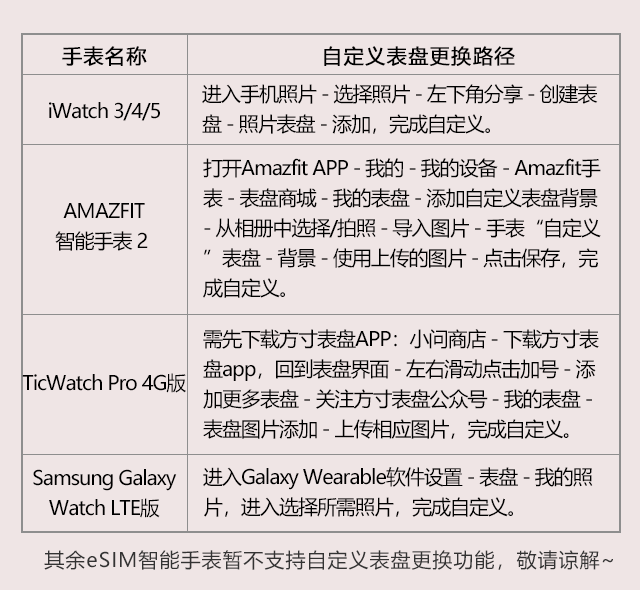 手表名称
自定义表盘更换路径
iWatch 3/4/5
进入手机照片 - 选择照片 - 左下角分享 - 创建表
盘 - 照片表盘 - 添加，完成自定义。
AMAZFIT
智能手表 2
打开Amazfit APP - 我的 - 我的设备 - Amazfit手
表 - 表盘商城 - 我的表盘 - 添加自定义表盘背景
- 从相册中选择/拍照 - 导入图片 - 手表“自定义
”表盘 - 背景 - 使用上传的图片 - 点击保存，完
成自定义。
TicWatch Pro 4G版
需先下载方寸表盘APP：小问商店 - 下载方寸表
盘app，回到表盘界面 - 左右滑动点击加号 - 添
加更多表盘 - 关注方寸表盘公众号 - 我的表盘 -
表盘图片添加 - 上传相应图片，完成自定义。
Samsung Galaxy
Watch LTE版
进入Galaxy Wearable软件设置 - 表盘 - 我的照
片，进入选择所需照片，完成自定义。
其余eSIM智能手表暂不支持自定义表盘更换功能，敬请谅解~